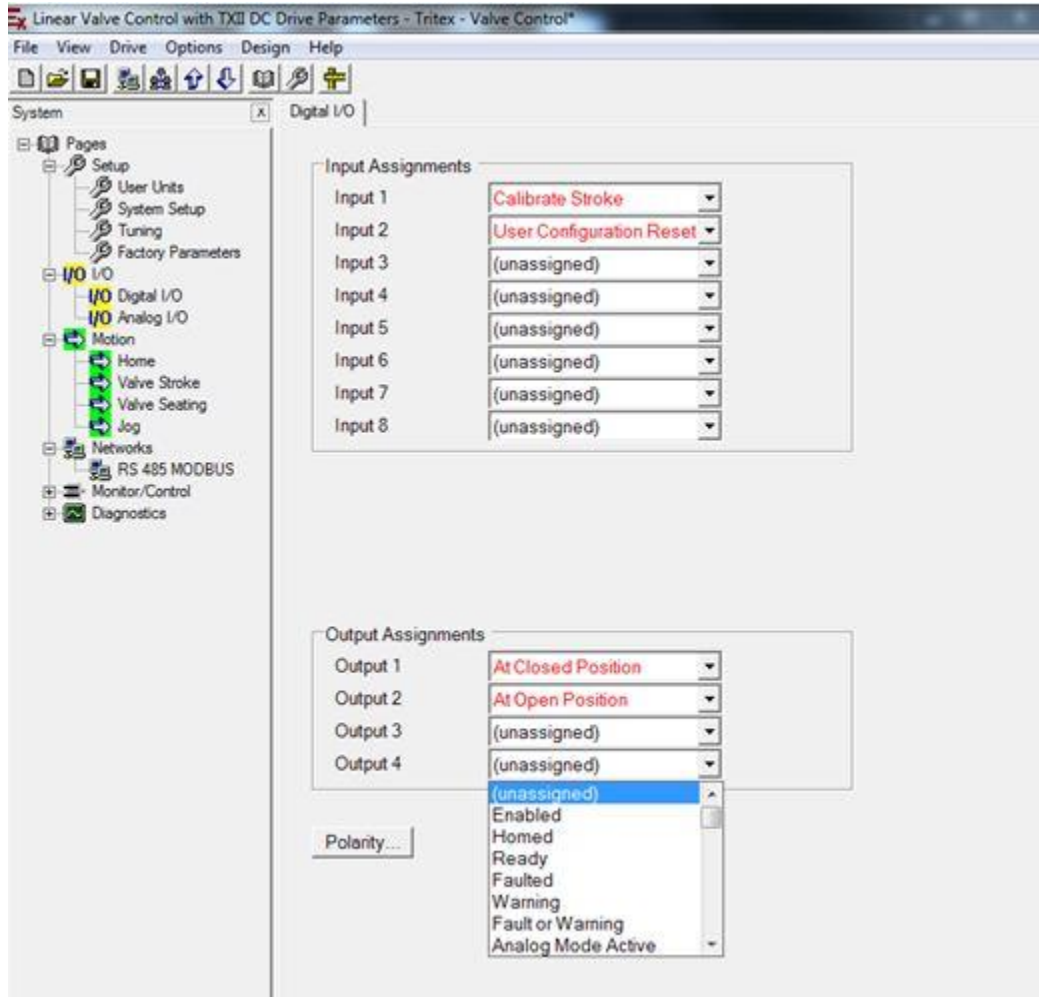 Linear Valve Control with TXII DC Drive Parameters - Tritex - Valve Control*
File View Drive Options Design Help
System
Digital I/O
Pages
Setup
User Units
System Setup
Tuning
Factory Parameters
I/O I/O
I/O Digital I/O
I/O Analog I/O
Motion
Home
Valve Stroke
Valve Seating
Jog
Networks
RS 485 MODBUS
Monitor/Control
Diagnostics
Input Assignments
Input 1 Calibrate Stroke
Input 2 User Configuration Reset
Input 3 (unassigned)
Input 4 (unassigned)
Input 5 (unassigned)
Input 6 (unassigned)
Input 7 (unassigned)
Input 8 (unassigned)
Output Assignments
Output 1 At Closed Position
Output 2 At Open Position
Output 3 (unassigned)
Output 4 (unassigned)
(unassigned)
Enabled
Homed
Ready
Faulted
Warning
Fault or Warning
Analog Mode Active
Polarity...